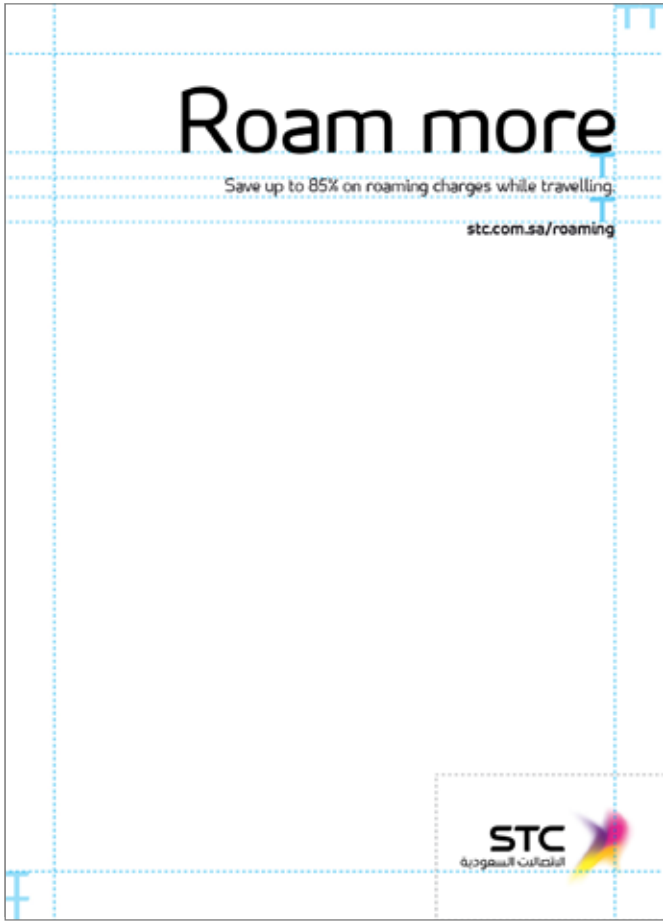 Roam more
Save up to 85% on roaming charges while travelling.
stc.com.sa/roaming
STC
الاتصالات السعودية